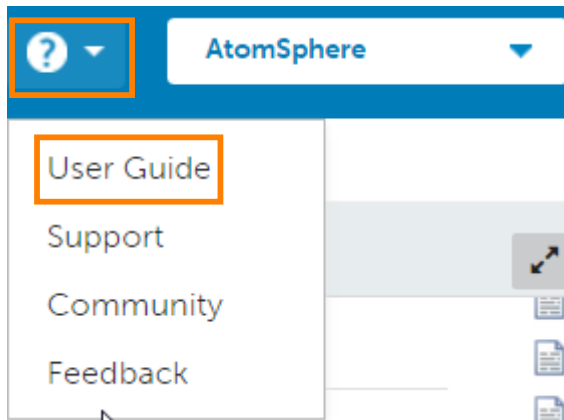 AtomSphere
User Guide
Support
Community
Feedback